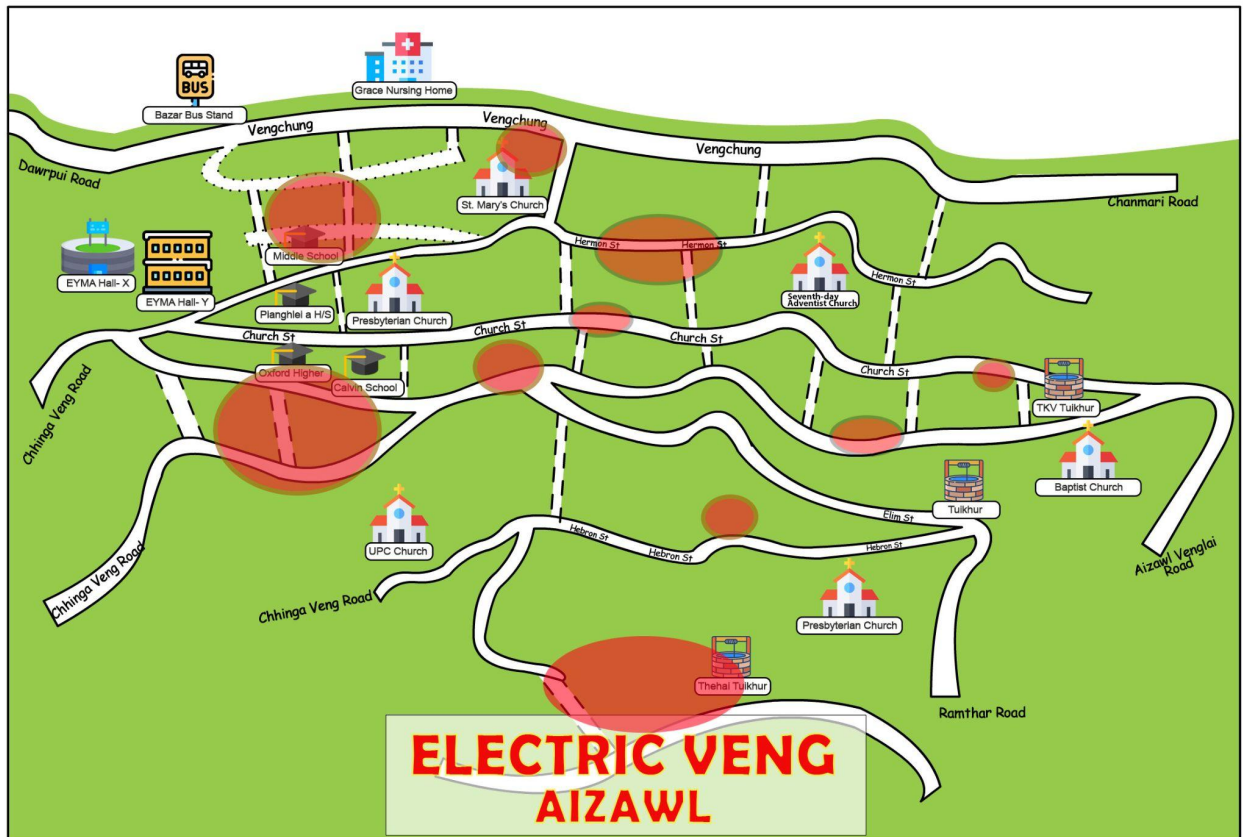 BUS
Bazar Bus Stand
Grace Nursing Home
Vengchung
Vengchung
Vengchung
Dawrpui Road
Chanmari Road
St. Mary's Church
Hermon St
Hermon St
Hermon St
Middle School
EYMA Hall- X
EYMA Hall- Y
Seventh-day
Adventist Church
Pianghlei a H/S
Presbyterian Church
Church St
Church St
Church St
Church St
Oxford Higher
Calvin School
Chhinga Veng Road
TKV Tuikhur
Baptist Church
Tuikhur
Elim St
UPC Church
Hebron St
Hebron St
Hebron St
Chhinga Veng Road
Chhinga Veng Road
Aizawl Venglai
Road
Presbyterian Church
Thehai Tuikhur
Ramthar Road
ELECTRIC VENG
AIZAWL